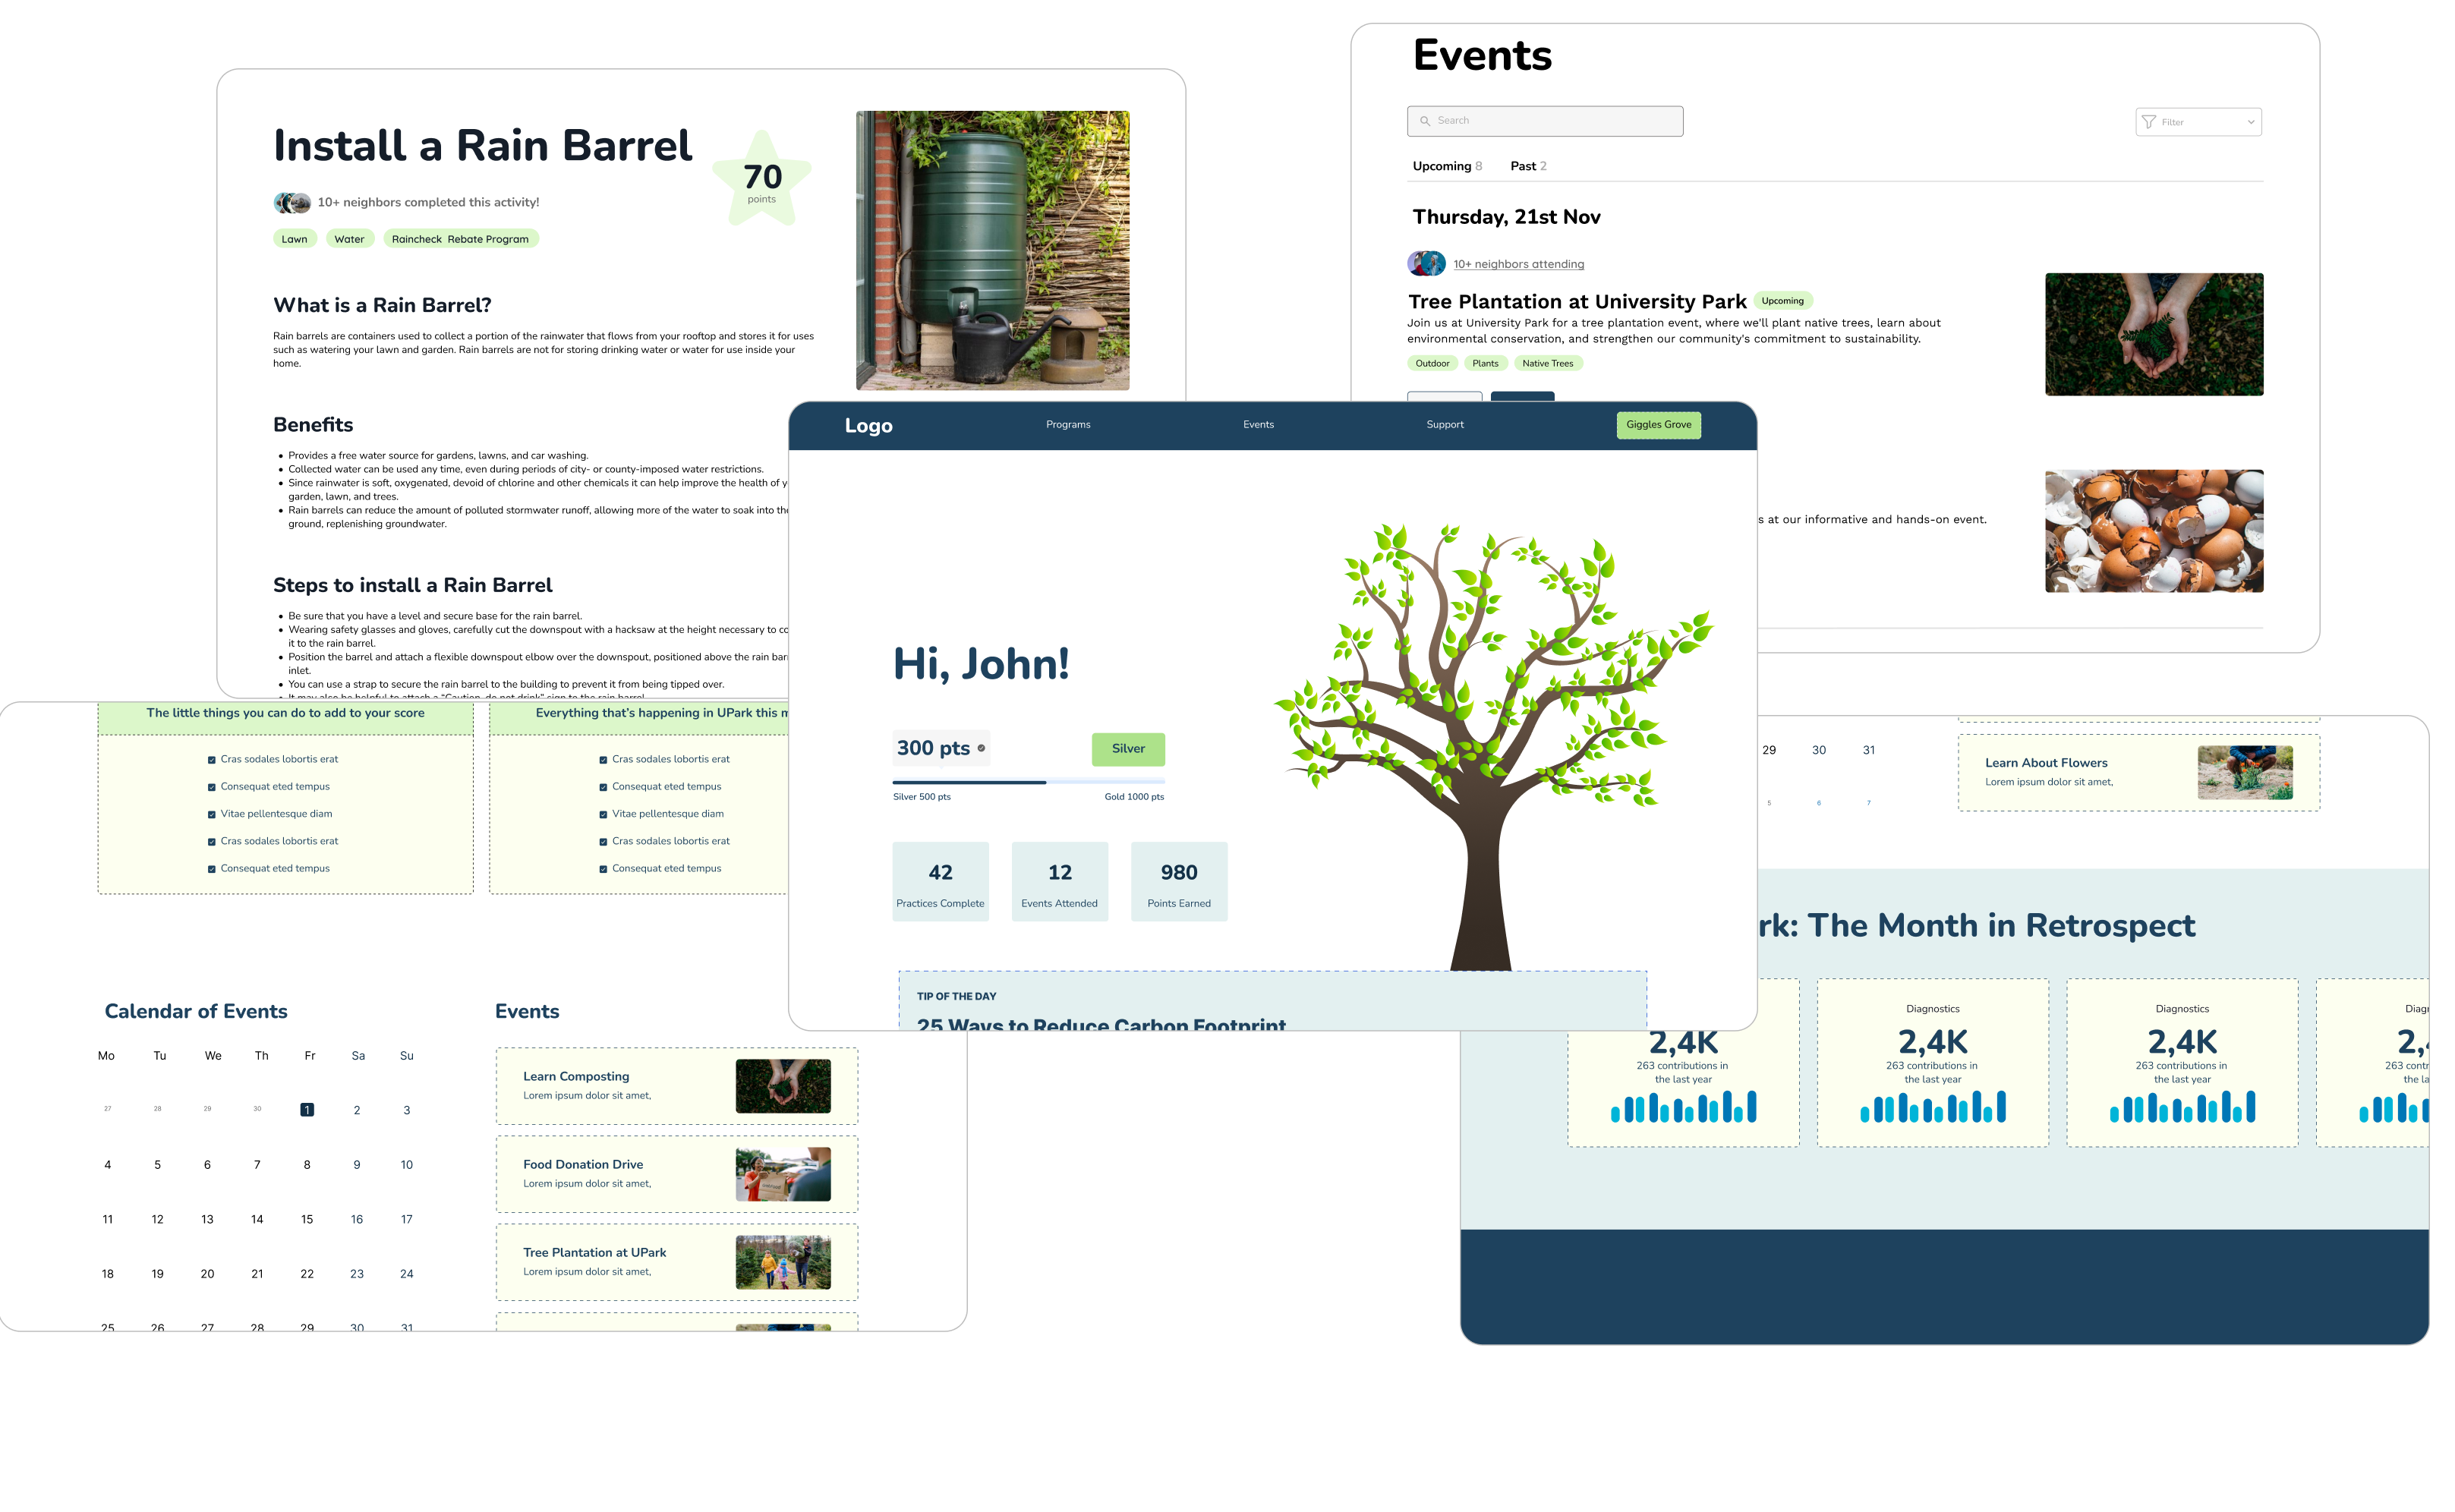 Install a Rain Barrel
70
points
10+ neighbors completed this activity!
Lawn
Water
Raincheck Rebate Program
What is a Rain Barrel?
Rain barrels are containers used to collect a portion of the rainwater that flows from your rooftop and stores it for uses
such as watering your lawn and garden. Rain barrels are not for storing drinking water or water for use inside your
home.
Benefits
Provides a free water source for gardens, lawns, and car washing.
Collected water can be used any time, even during periods of city- or county-imposed water restrictions.
Since rainwater is soft, oxygenated, devoid of chlorine and other chemicals it can help improve the health of
garden, lawn, and trees.
Rain barrels can reduce the amount of polluted stormwater runoff, allowing more of the water to soak into the
ground, replenishing groundwater.
Steps to install a Rain Barrel
Be sure that you have a level and secure base for the rain barrel.
Wearing safety glasses and gloves, carefully cut the downspout with a hacksaw at the height necessary to
it to the rain barrel.
Position the barrel and attach a flexible downspout elbow over the downspout, positioned above the rain
inlet.
You can use a strap to secure the rain barrel to the building to prevent it from being tipped over.
It may also be helpful to attach a "Caution, do not drink" sign to the rain barrel
Events
Search
Filter
Upcoming 8
Past 2
Thursday, 21st Nov
10+ neighbors attending
Tree Plantation at University Park
Upcoming
Join us at University Park for a tree plantation event, where we'll plant native trees, learn about
environmental conservation, and strengthen our community's commitment to sustainability.
Outdoor
Plants
Native Trees
s at our informative and hands-on event.
Logo
Programs
Events
Support
Giggles Grove
Hi, John!
300 pts
Silver
Silver 500 pts
Gold 1000 pts
42
Practices Complete
12
Events Attended
980
Points Earned
TIP OF THE DAY
25 Ways to Reduce Carbon Footprint
The little things you can do to add to your score
Cras sodales lobortis erat
Consequat eted tempus
Vitae pellentesque diam
Cras sodales lobortis erat
Consequat eted tempus
Everything that's happening in UPark this
Cras sodales lobortis erat
Consequat eted tempus
Vitae pellentesque diam
Cras sodales lobortis erat
Consequat eted tempus
Calendar of Events
Mo Tu We Th Fr Sa Su
27 28 29 30 1 2 3
4 5 6 7 8 9 10
11 12 13 14 15 16 17
18 19 20 21 22 23 24
25 26 27 28 29 30 31
Events
Learn Composting
Lorem ipsum dolor sit amet,
Food Donation Drive
Lorem ipsum dolor sit amet,
Tree Plantation at UPark
Lorem ipsum dolor sit amet,
29 30 31
5 6 7
Learn About Flowers
Lorem ipsum dolor sit amet,
rk: The Month in Retrospect
2,4K
263 contributions in
the last year
Diagnostics
2,4K
263 contributions in
the last year
Diagnostics
2,4K
263 contributions in
the last year
Diagn
2,4
263 contr
the la